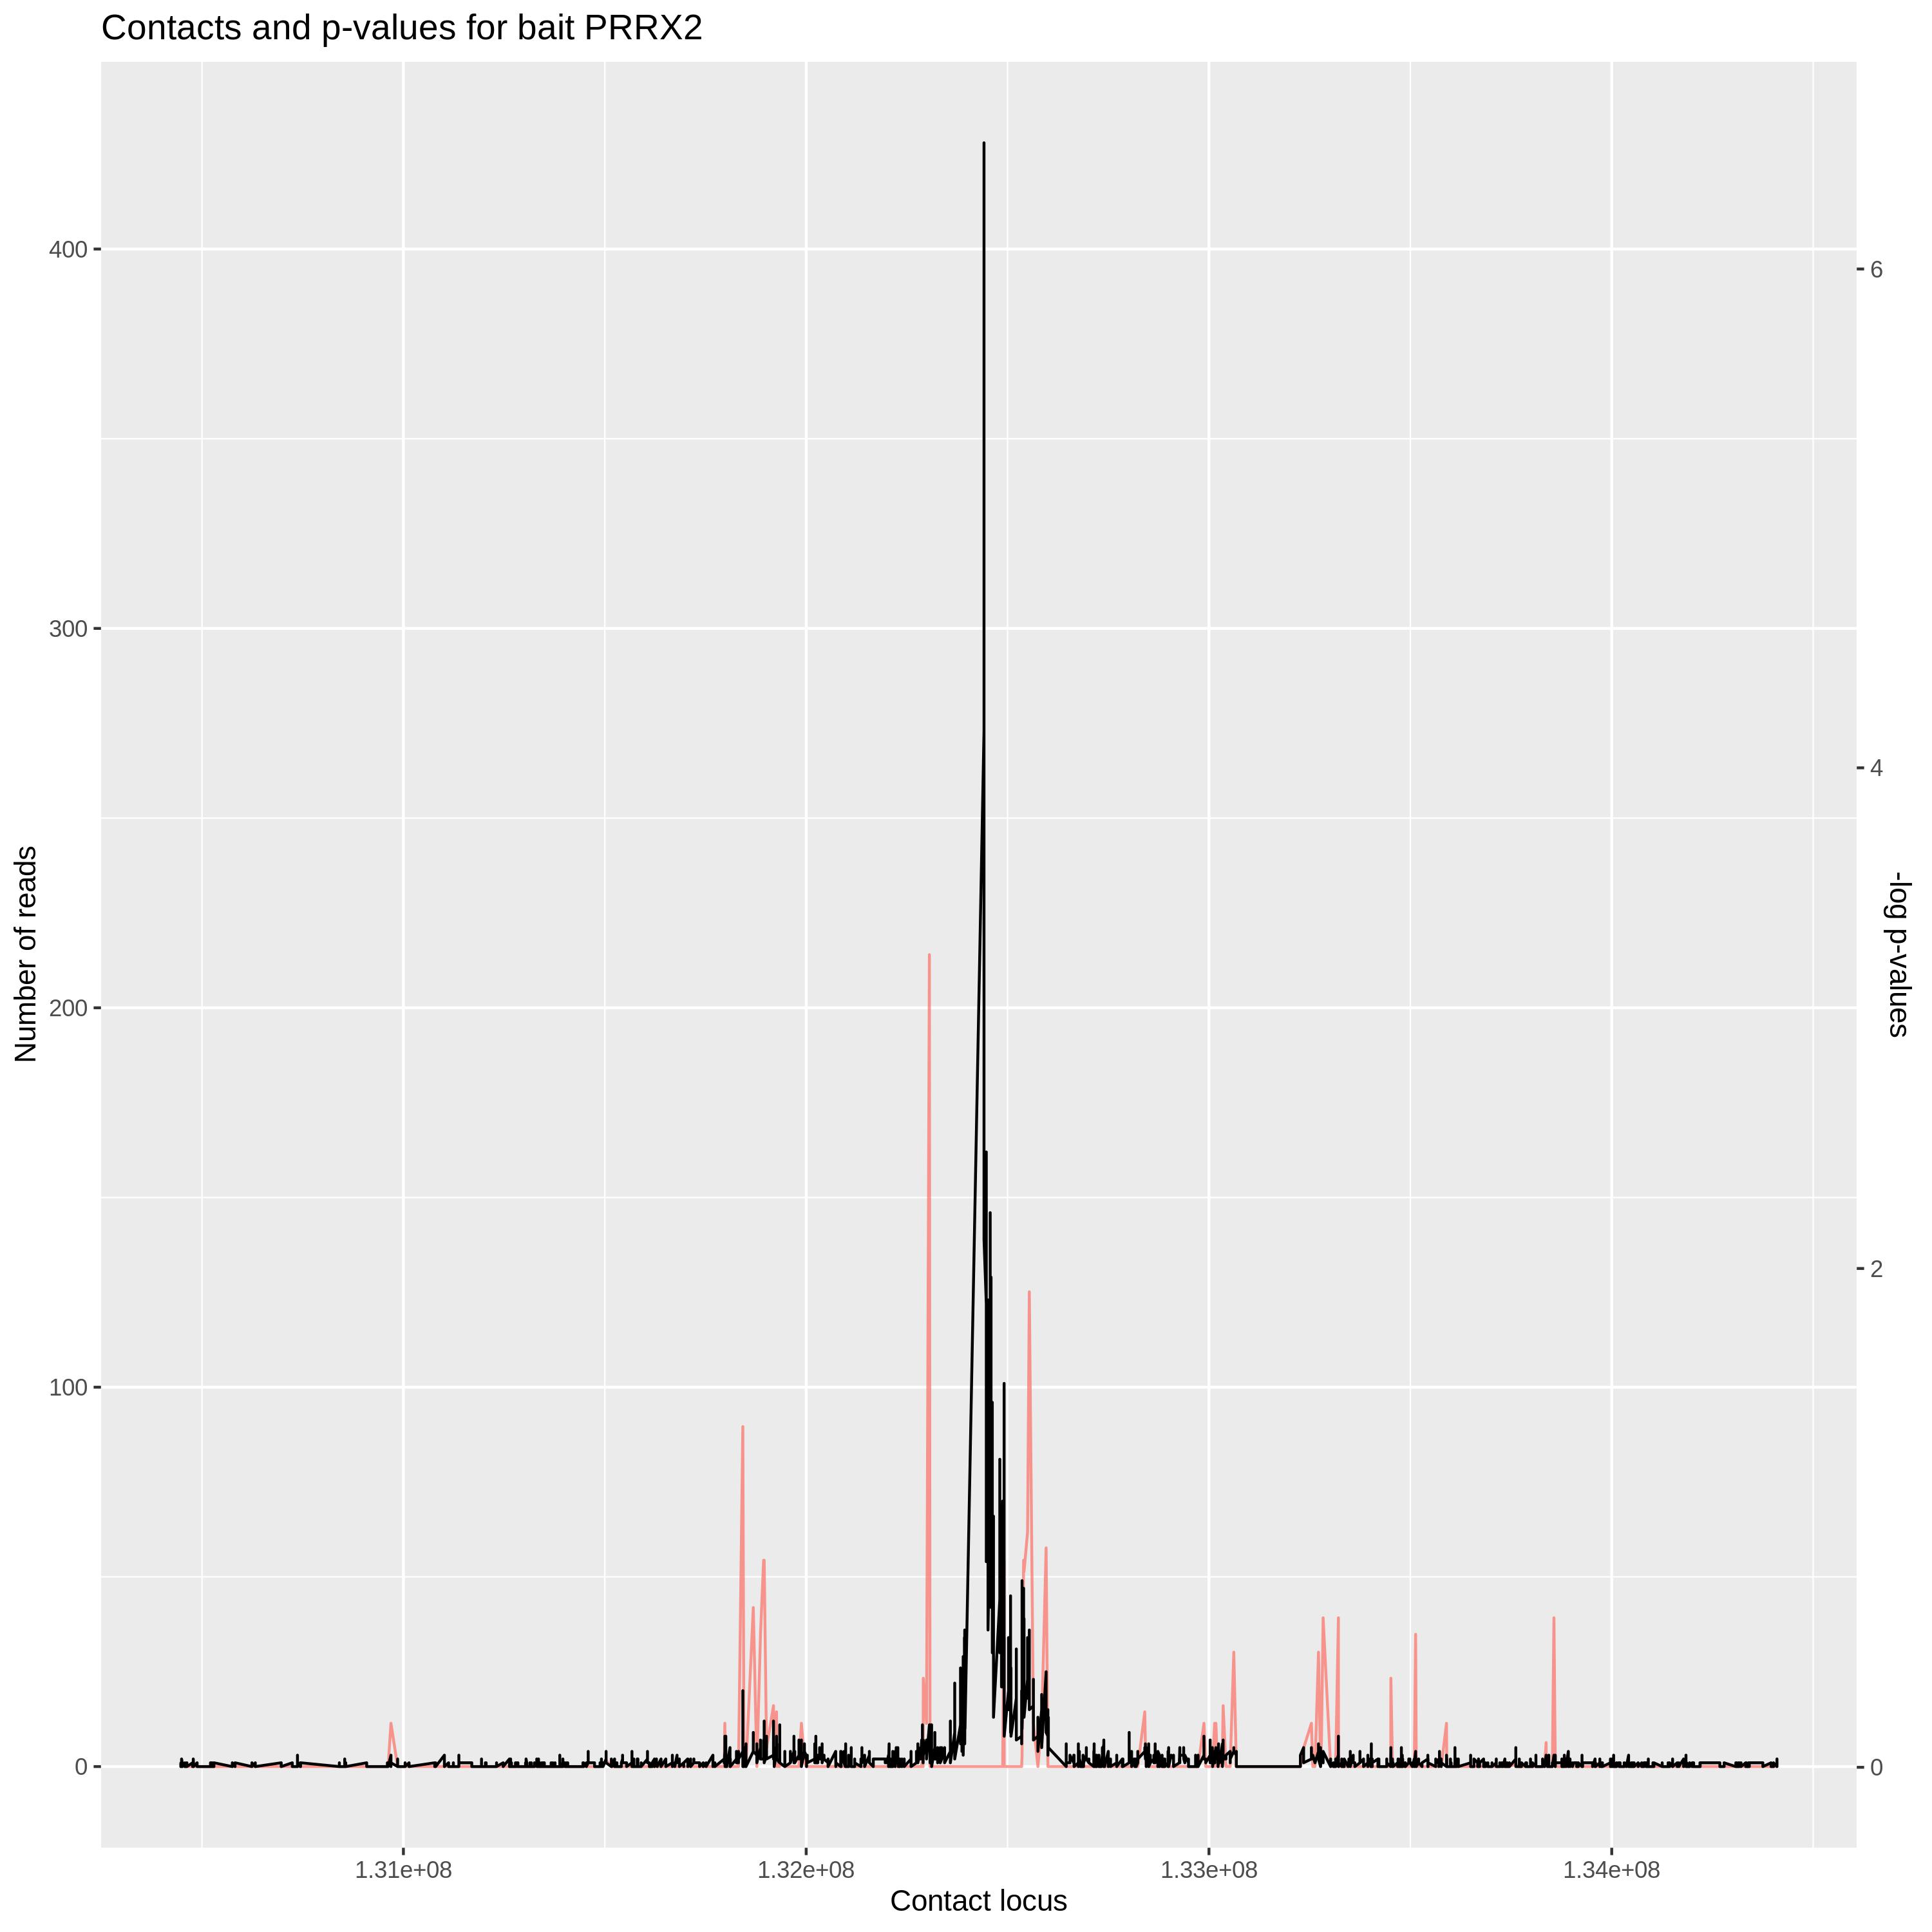 Contacts and p-values for bait PRRX2
400
300
200
100
0
Number of reads
6
4
2
0
-log p-values
1.31e+08
1.32e+08
1.33e+08
1.34e+08
Contact locus